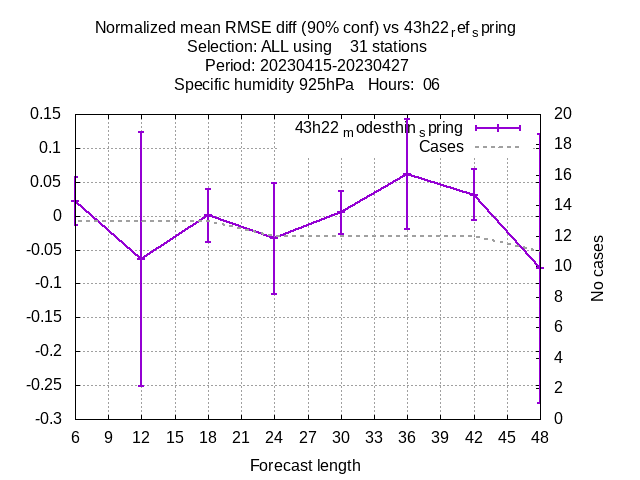 Normalized mean RMSE diff (90% conf) vs 43h22refspring
Selection: ALL using 31 stations
Period: 20230415-20230427
Specific humidity 925hPa Hours: 06
43h22modesthinspring
Cases
0.15
0.1
0.05
0
-0.05
-0.1
-0.15
-0.2
-0.25
-0.3
20
18
16
14
12
10
8
6
4
2
0
No cases
6 9 12 15 18 21 24 27 30 33 36 39 42 45 48
Forecast length